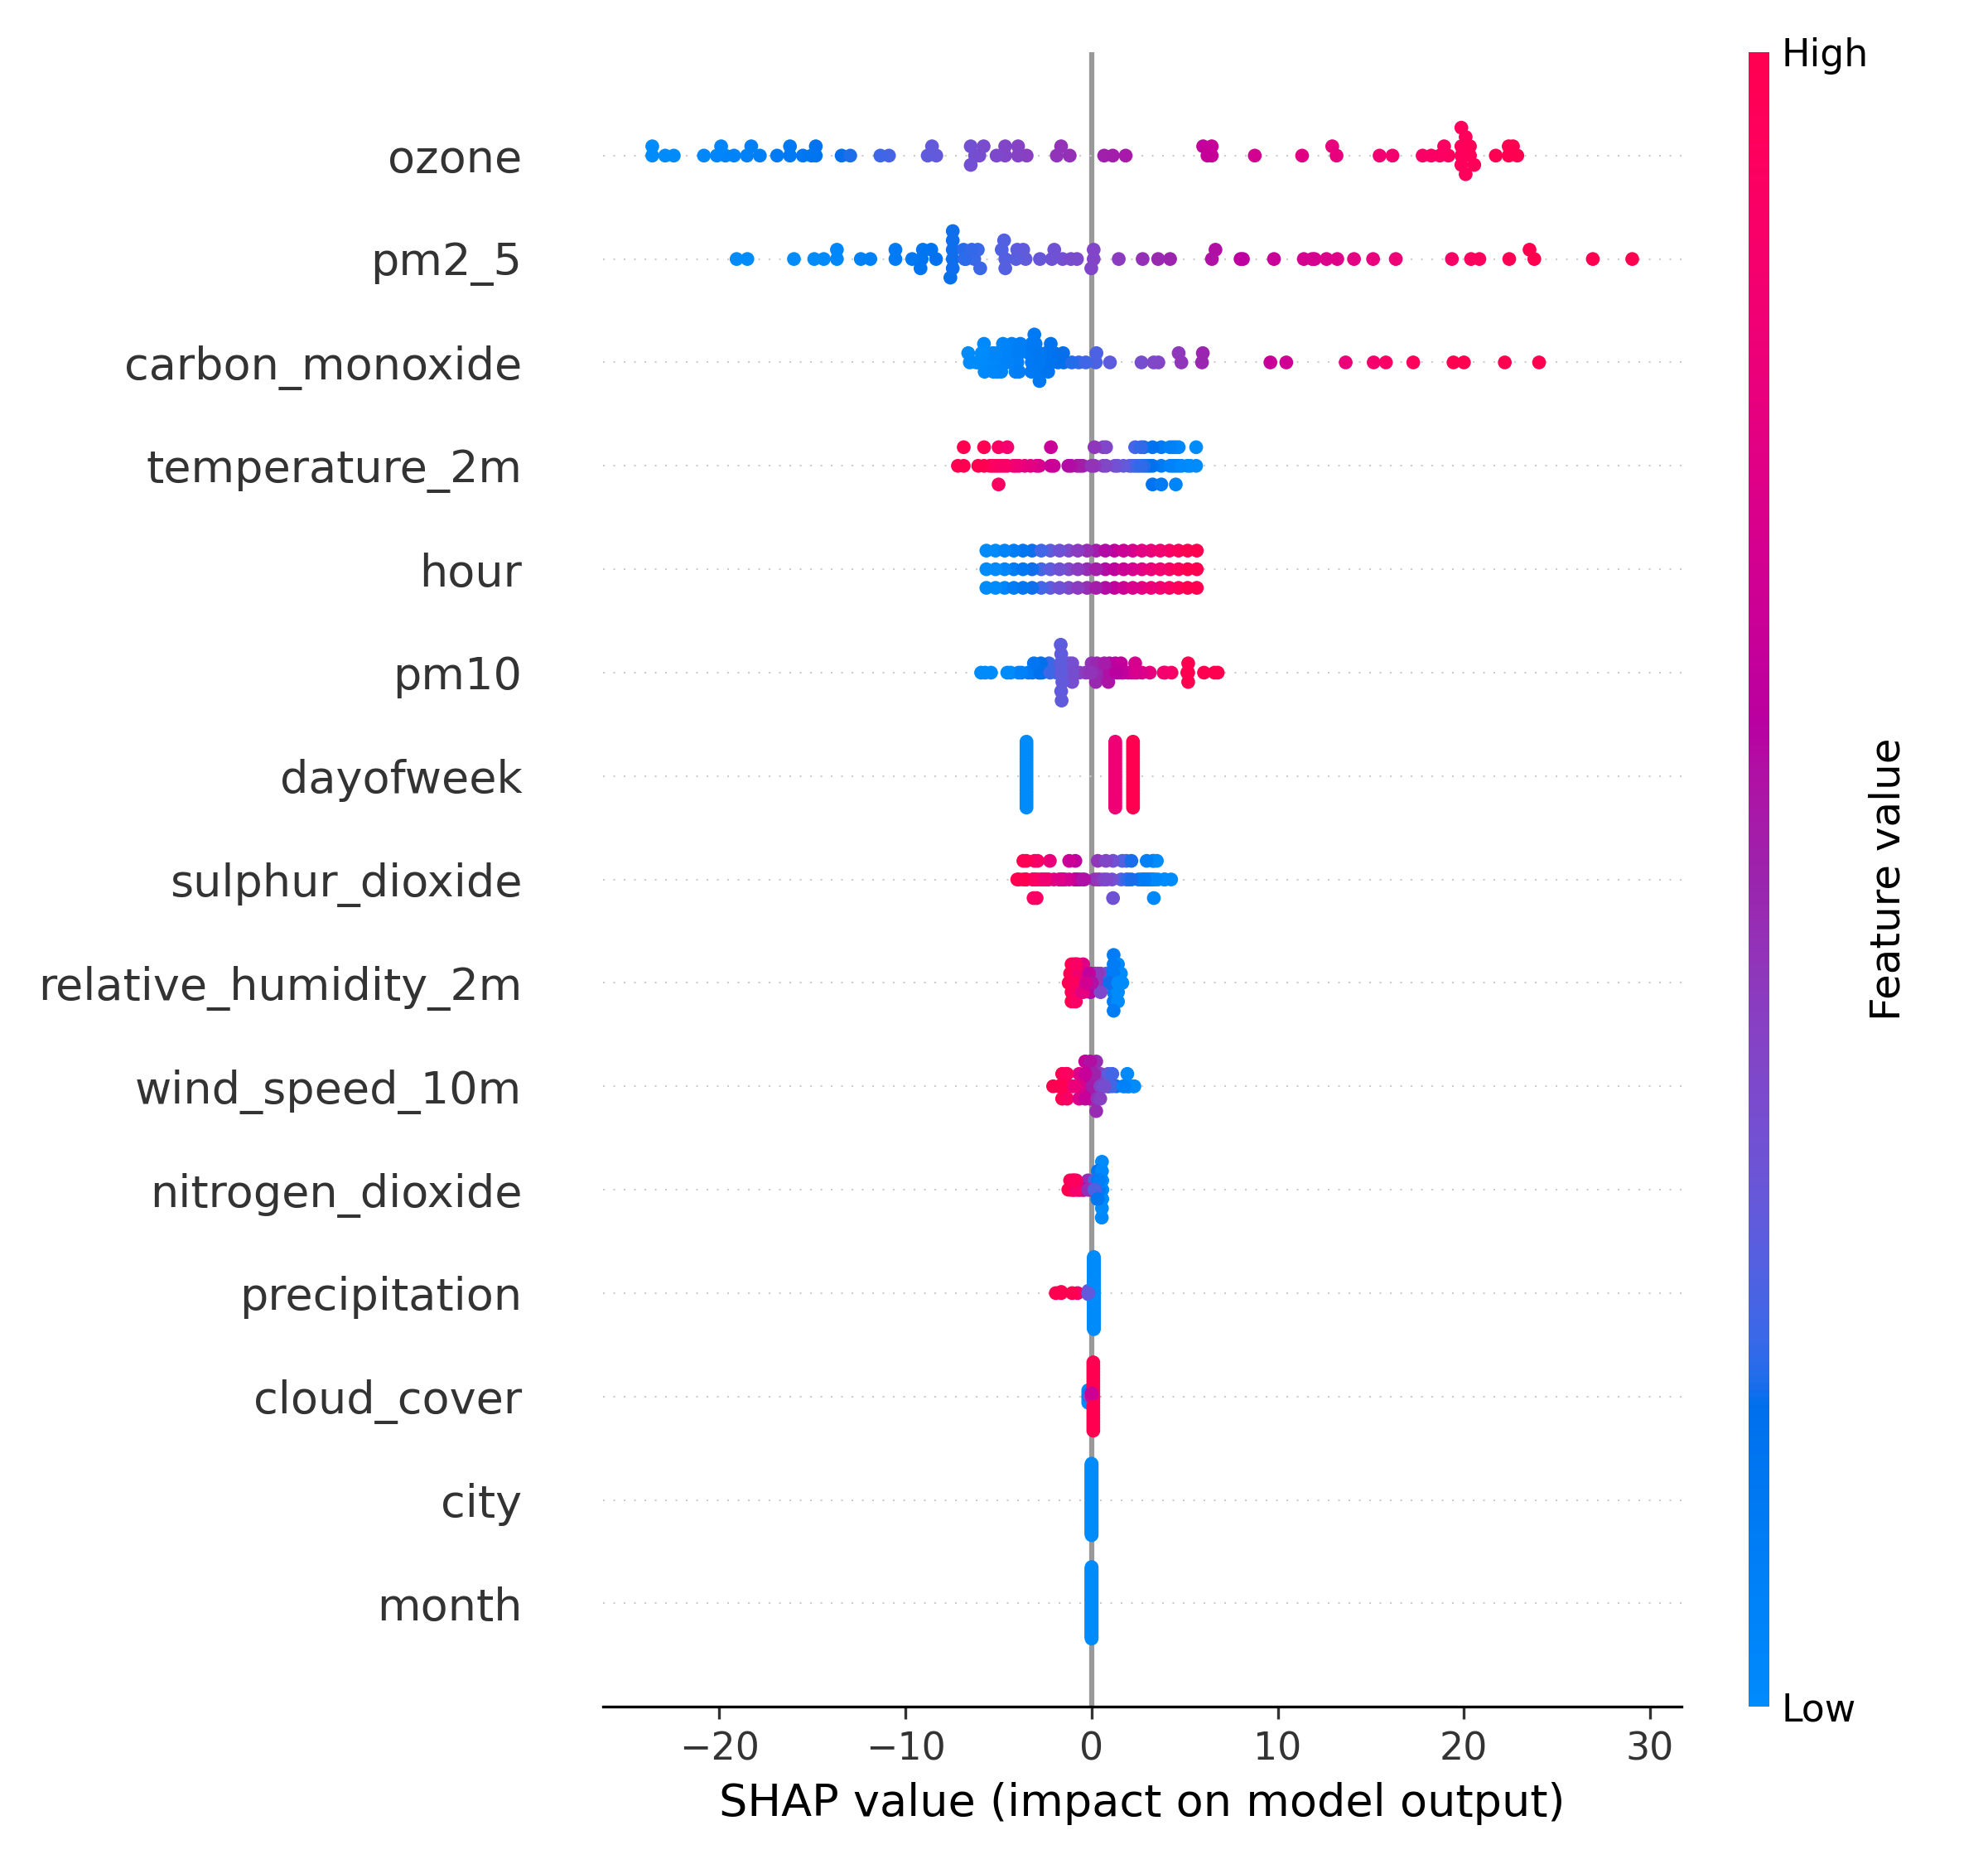 High
ozone
pm2_5
carbon_monoxide
temperature_2m
hour
pm10
dayofweek
sulphur_dioxide
relative_humidity_2m
wind_speed_10m
nitrogen_dioxide
precipitation
cloud_cover
city
month
Feature value
Low
−20 −10 0 10 20 30
SHAP value (impact on model output)